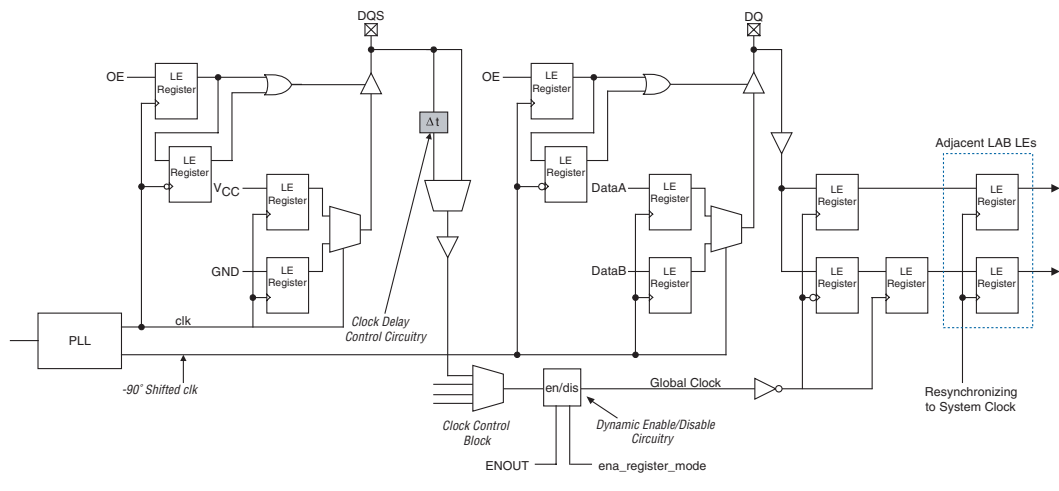 DQS
DQ
OE
LE
Register
OE
LE
Register
Δt
Adjacent LAB LEs
LE
Register
LE
Register
VCC
LE
Register
DataA
LE
Register
LE
Register
LE
Register
GND
LE
Register
DataB
LE
Register
LE
Register
LE
Register
LE
Register
clk
Clock Delay
Control Circuitry
PLL
-90° Shifted clk
en/dis
Global Clock
Resynchronizing
to System Clock
Clock Control
Block
Dynamic Enable/Disable
Circuitry
ENOUT
ena_register_mode